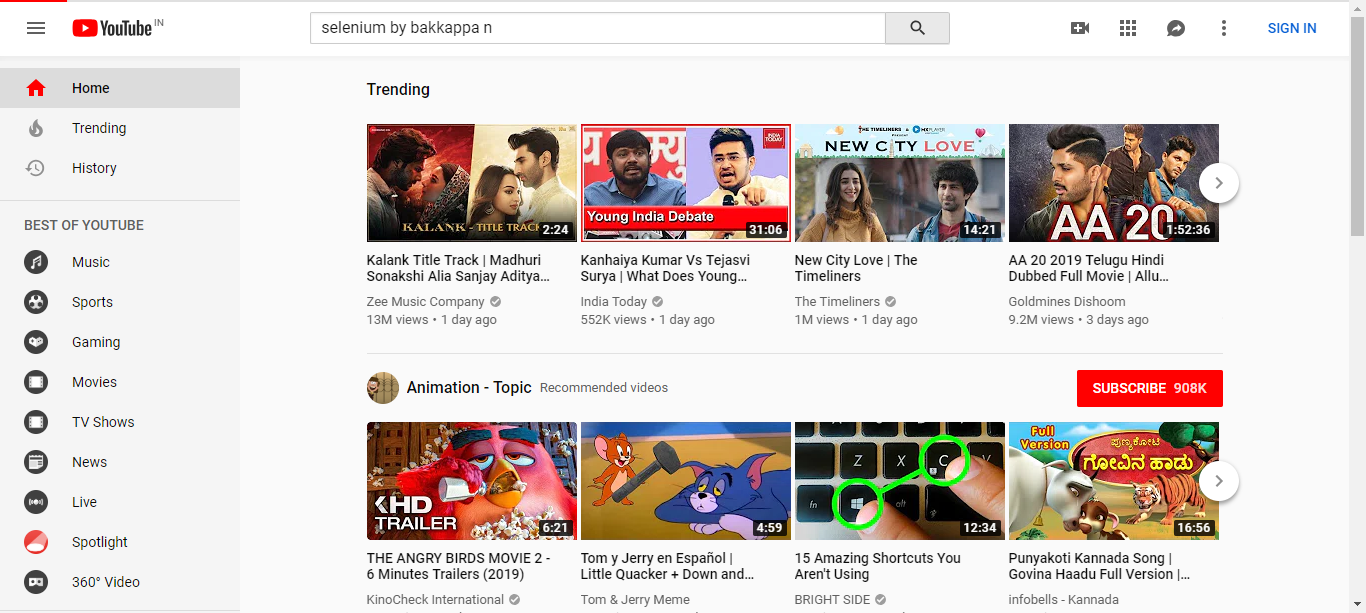 YouTube IN
selenium by bakkappa n
SIGN IN
Home
Trending
History
BEST OF YOUTUBE
Music
Sports
Gaming
Movies
TV Shows
News
Live
Spotlight
360° Video
Trending
KALANK - TITLE TRACK
2:24
INDIA TODAY
Young India Debate
31:06
THE TIMELINERS & MXPLAYER
NEW CITY LOVE
14:21
AA 20
1:52:36
Kalank Title Track | Madhuri
Sonakshi Alia Sanjay Aditya...
Zee Music Company
13M views • 1 day ago
Kanhaiya Kumar Vs Tejasvi
Surya | What Does Young...
India Today
552K views • 1 day ago
New City Love | The
Timeliners
The Timeliners
1M views • 1 day ago
AA 20 2019 Telugu Hindi
Dubbed Full Movie | Allu...
Goldmines Dishoom
9.2M views • 3 days ago
Animation - Topic Recommended videos
SUBSCRIBE 908K
KHD
TRAILER
6:21
4:59
Z X C V
fn alt
12:34
Full
Version
ಪುಣ್ಯಕೋಟಿ
ಗೋವಿನ ಹಾಡು
16:56
THE ANGRY BIRDS MOVIE 2 -
6 Minutes Trailers (2019)
KinoCheck International
Tom y Jerry en Español |
Little Quacker + Down and...
Tom & Jerry Meme
15 Amazing Shortcuts You
Aren't Using
BRIGHT SIDE
Punyakoti Kannada Song |
Govina Haadu Full Version |...
infobells - Kannada